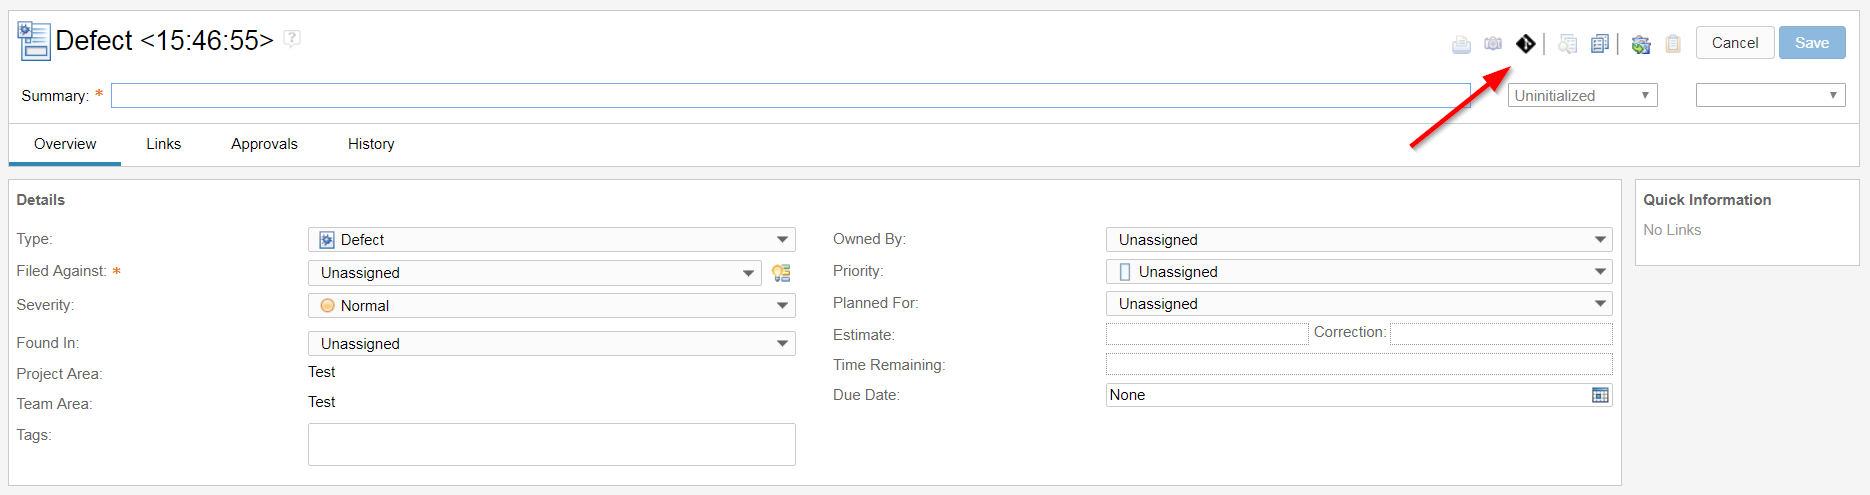 Defect <15:46:55> ?
Cancel Save
Summary: * Uninitialized
Overview Links Approvals History
Details
Type: Defect
Filed Against: * Unassigned
Severity: Normal
Found In: Unassigned
Project Area: Test
Team Area: Test
Tags:
Owned By: Unassigned
Priority: Unassigned
Planned For: Unassigned
Estimate: Correction:
Time Remaining:
Due Date: None
Quick Information
No Links